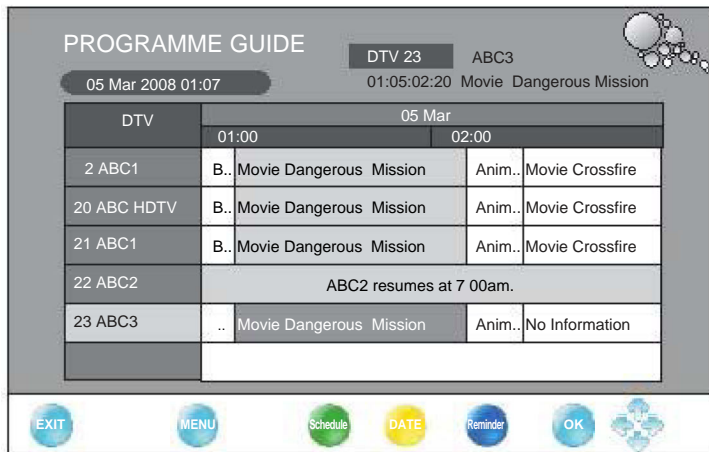 PROGRAMME GUIDE
DTV 23 ABC3
05 Mar 2008 01:07
01:05:02:20 Movie Dangerous Mission
DTV 05 Mar
01:00 02:00
2 ABC1 B.. Movie Dangerous Mission Anim.. Movie Crossfire
20 ABC HDTV B.. Movie Dangerous Mission Anim.. Movie Crossfire
21 ABC1 B.. Movie Dangerous Mission Anim.. Movie Crossfire
22 ABC2 ABC2 resumes at 7 00am.
23 ABC3 .. Movie Dangerous Mission Anim.. No Information
EXIT MENU Schedule DATE Reminder OK